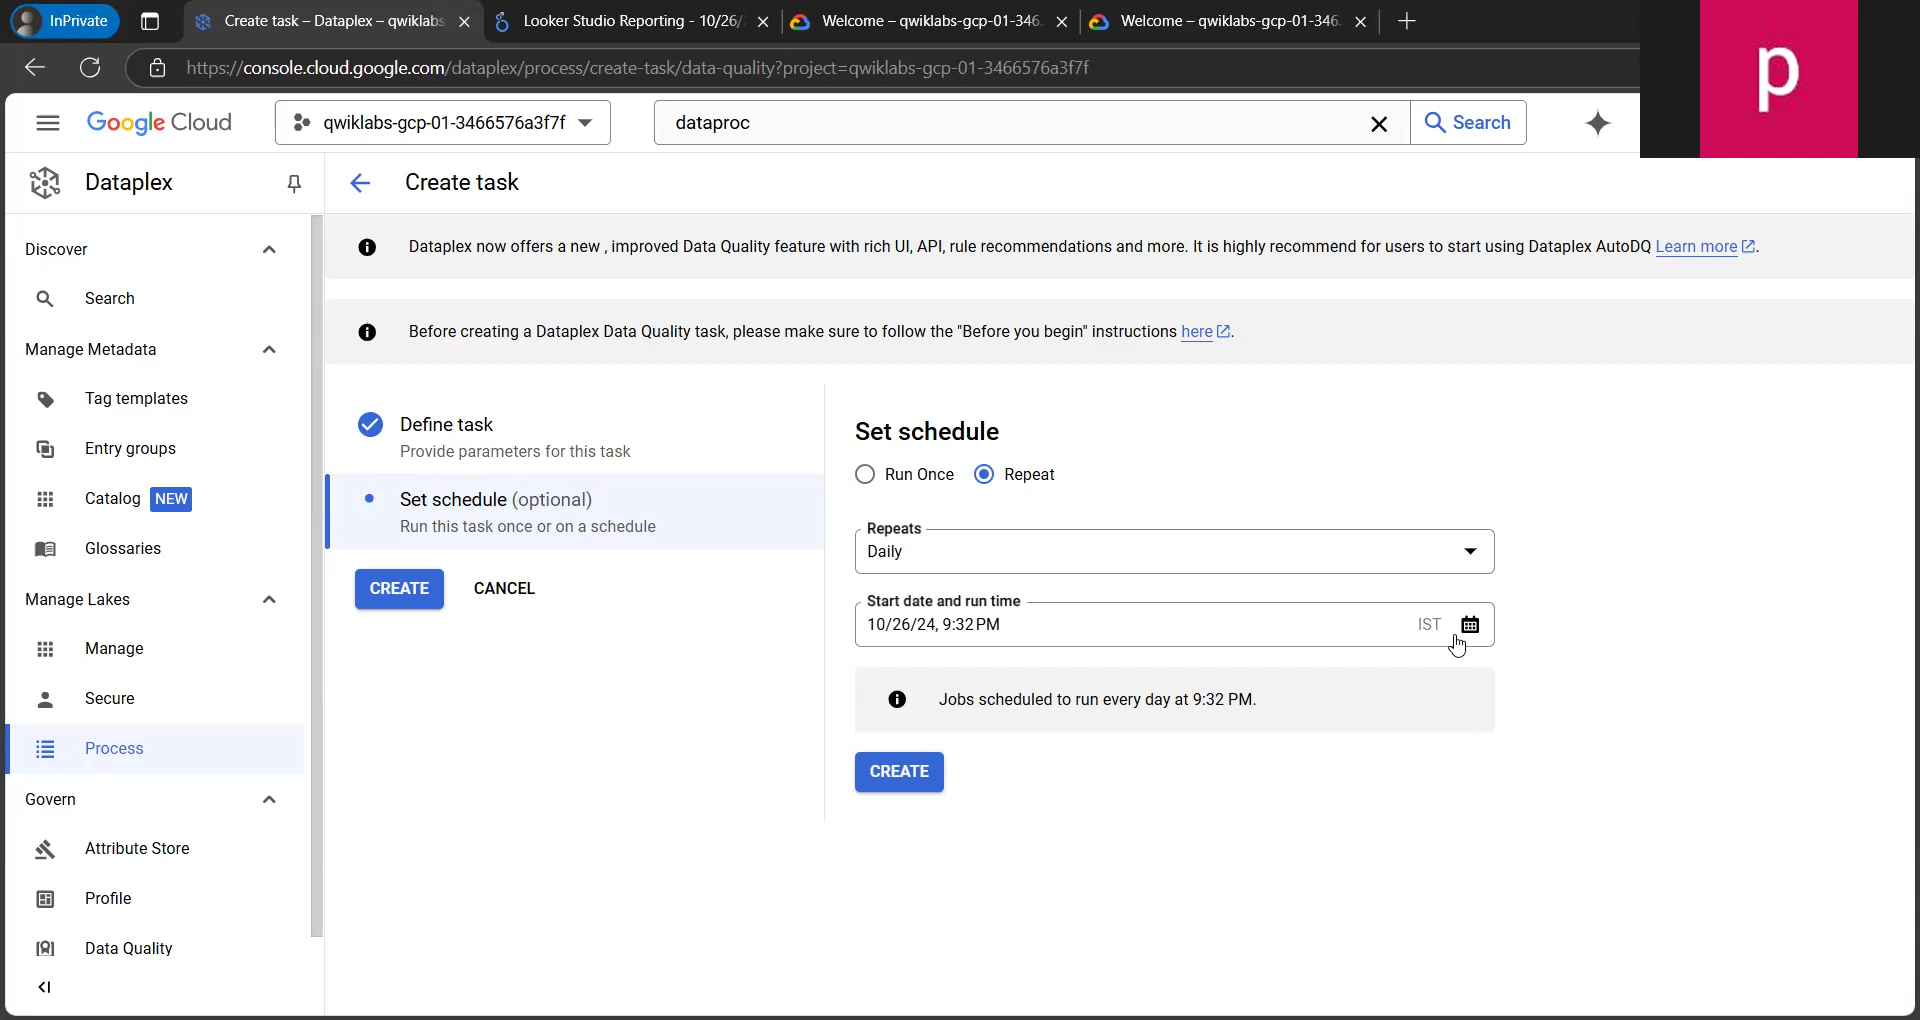 InPrivate
Create task – Dataplex – qwiklabs
Looker Studio Reporting - 10/26/
Welcome – qwiklabs-gcp-01-346
Welcome – qwiklabs-gcp-01-346
https://console.cloud.google.com/dataplex/process/create-task/data-quality?project=qwiklabs-gcp-01-3466576a3f7f
p
Google Cloud
qwiklabs-gcp-01-3466576a3f7f
dataproc
Search
Dataplex
Create task
Discover
Search
Manage Metadata
Tag templates
Entry groups
Catalog NEW
Glossaries
Manage Lakes
Manage
Secure
Process
Govern
Attribute Store
Profile
Data Quality
Dataplex now offers a new , improved Data Quality feature with rich UI, API, rule recommendations and more. It is highly recommend for users to start using Dataplex AutoDQ Learn more.
Before creating a Dataplex Data Quality task, please make sure to follow the "Before you begin" instructions here.
Define task
Provide parameters for this task
Set schedule (optional)
Run this task once or on a schedule
CREATE CANCEL
Set schedule
Run Once Repeat
Repeats
Daily
Start date and run time
10/26/24, 9:32 PM IST
Jobs scheduled to run every day at 9:32 PM.
CREATE